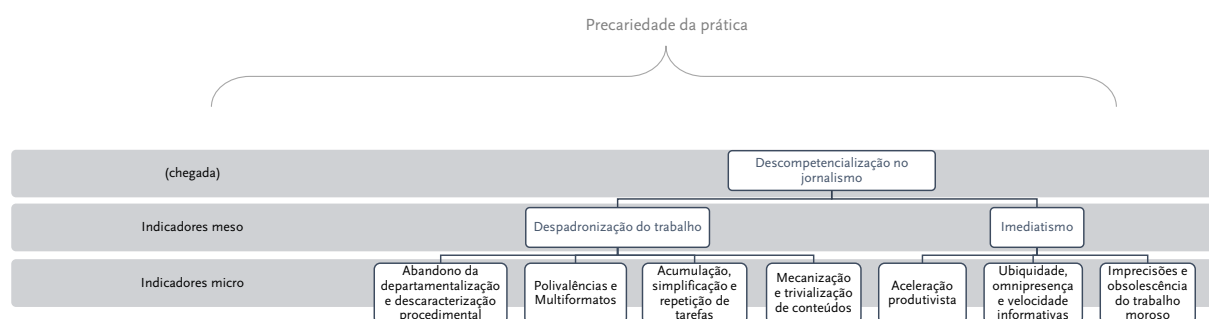 Precariedade da prática
(chegada)
Descompetencialização no
jornalismo
Indicadores meso
Despadronização do trabalho
Imediatismo
Indicadores micro
Abandono da
departamentalização
e descaracterização
procedimental
Polivalências e
Multiformatos
Acumulação,
simplificação e
repetição de
tarefas
Mecanização
e trivialização
de conteúdos
Aceleração
produtivista
Ubiquidade,
omnipresença
e velocidade
informativas
Imprecisões e
obsolescência
do trabalho
moroso